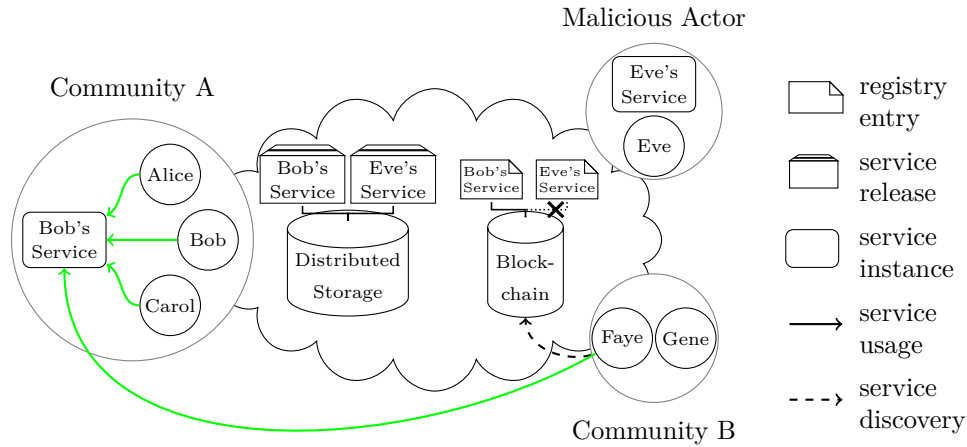 Malicious Actor
Eve's
Service
Eve
Community A
Alice
Bob's
Service
Bob
Carol
Bob's
Service
Eve's
Service
Bob's
Service
Eve's
Service
Distributed
Storage
Block-
chain
Faye
Gene
Community B
registry
entry
service
release
service
instance
service
usage
service
discovery